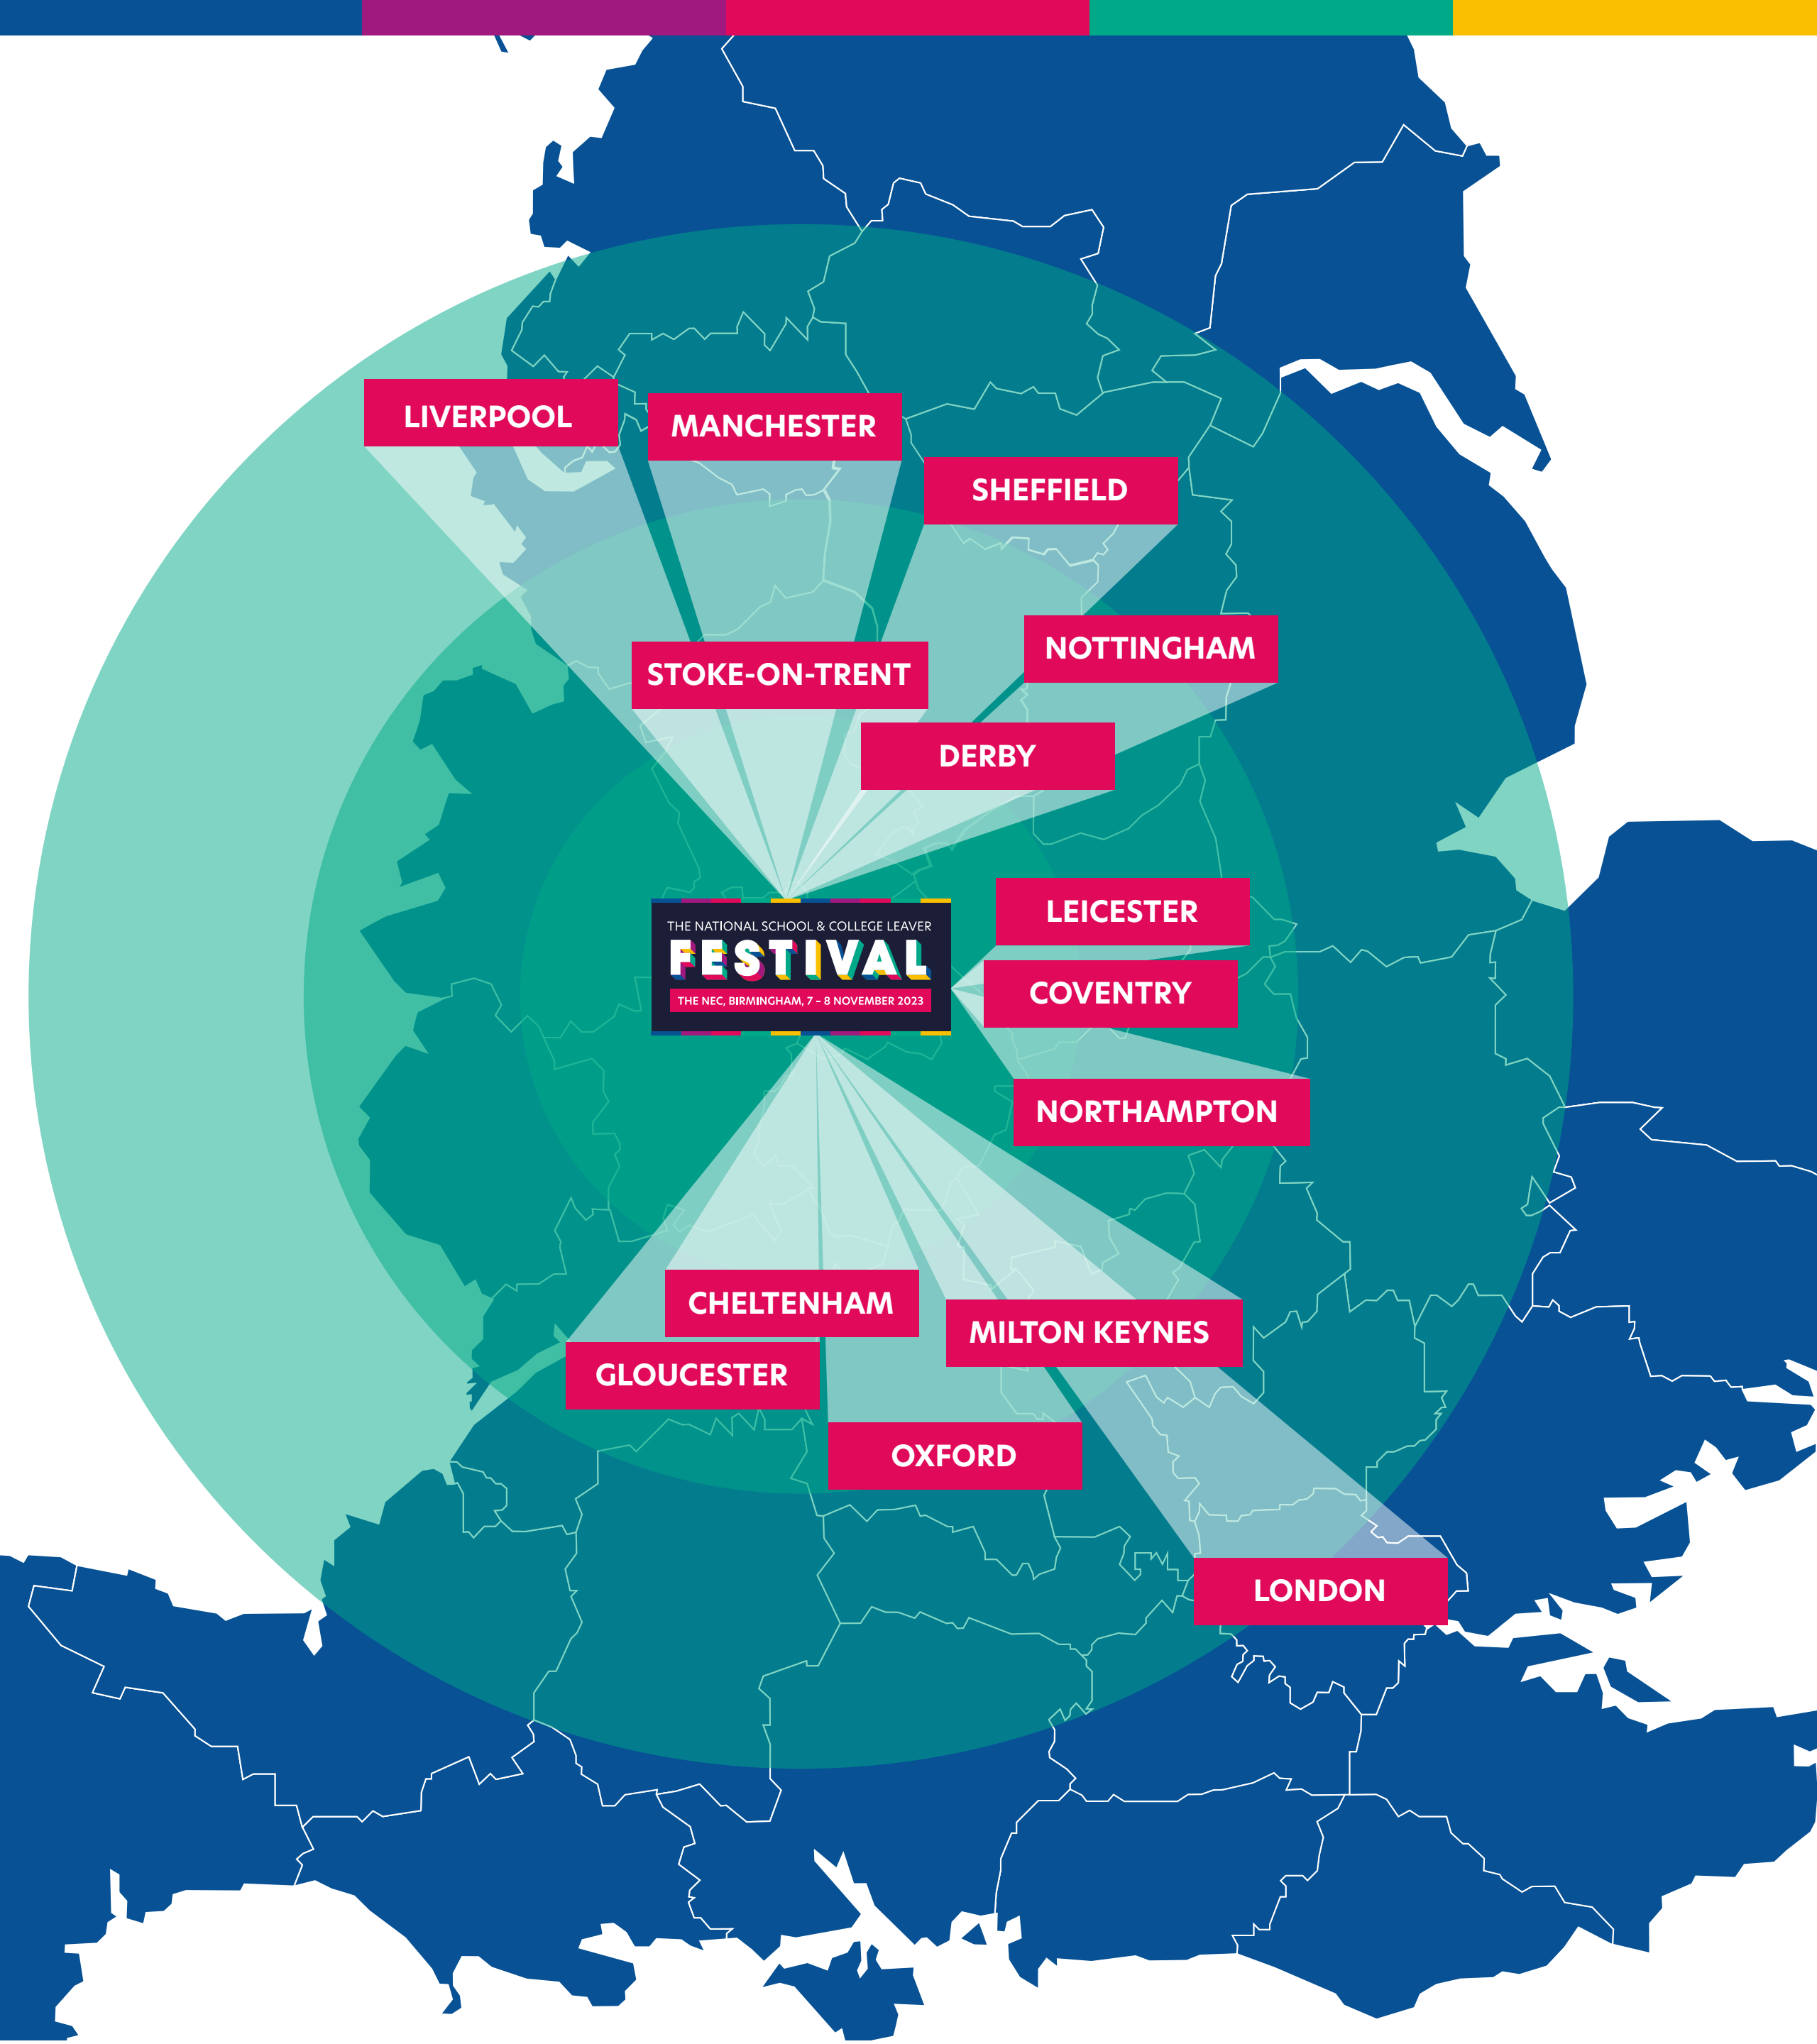 LIVERPOOL
MANCHESTER
SHEFFIELD
NOTTINGHAM
STOKE-ON-TRENT
DERBY
LEICESTER
THE NATIONAL SCHOOL & COLLEGE LEAVER
FESTIVAL
THE NEC, BIRMINGHAM, 7 – 8 NOVEMBER 2023
COVENTRY
NORTHAMPTON
CHELTENHAM
MILTON KEYNES
GLOUCESTER
OXFORD
LONDON